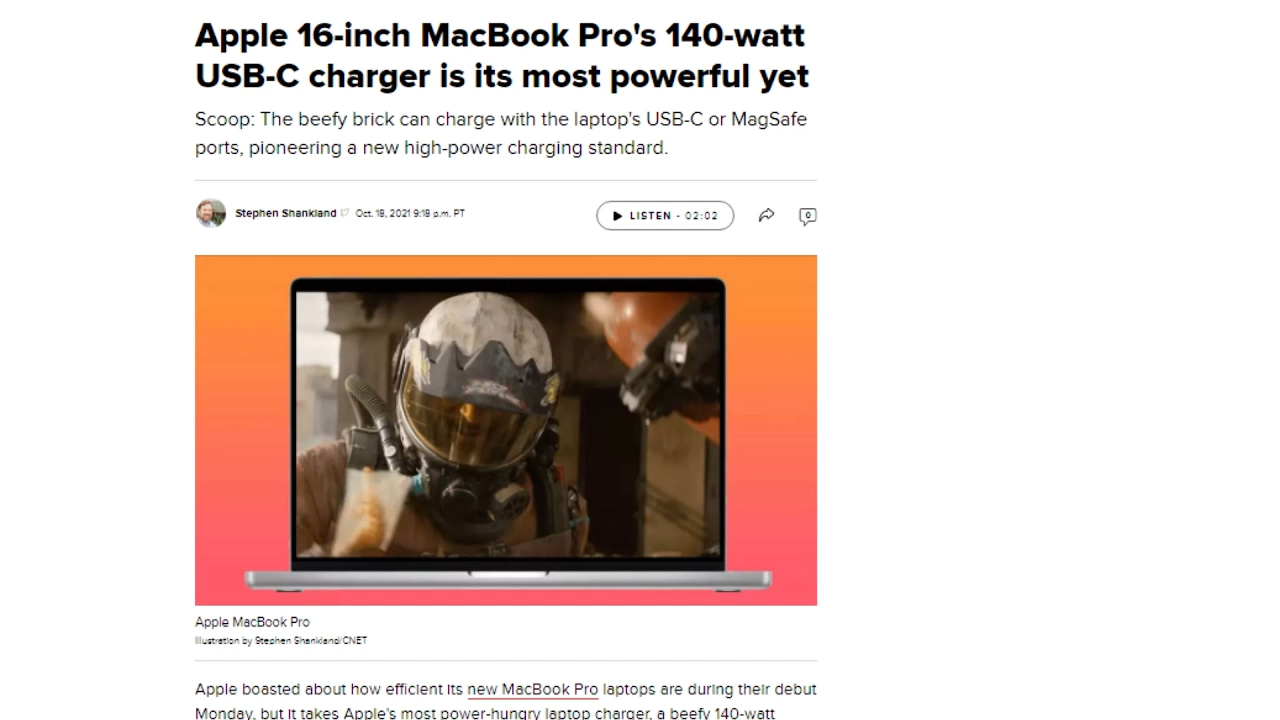 Apple 16-inch MacBook Pro's 140-watt
USB-C charger is its most powerful yet
Scoop: The beefy brick can charge with the laptop's USB-C or MagSafe
ports, pioneering a new high-power charging standard.
Stephen Shankland Oct. 18, 2021 9:18 p.m. PT
LISTEN - 02:02
0
Apple MacBook Pro
Illustration by Stephen Shankland/CNET
Apple boasted about how efficient its new MacBook Pro laptops are during their debut
Monday, but it takes Apple's most power-hungry laptop charger, a beefy 140-watt